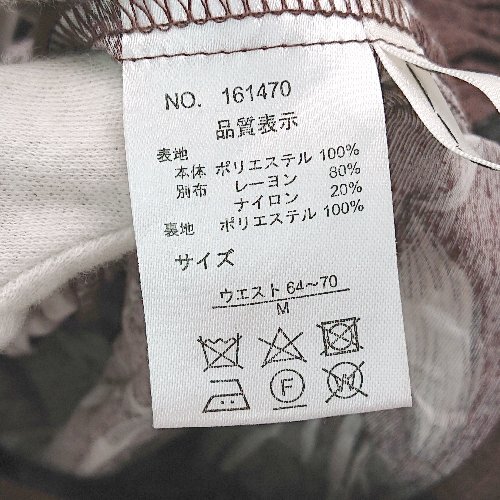 NO. 161470
品質表示
表地
本体 ポリエステル 100%
別布 レーヨン 80%
ナイロン 20%
裏地 ポリエステル 100%
サイズ
ウエスト 64～70
M
F
W